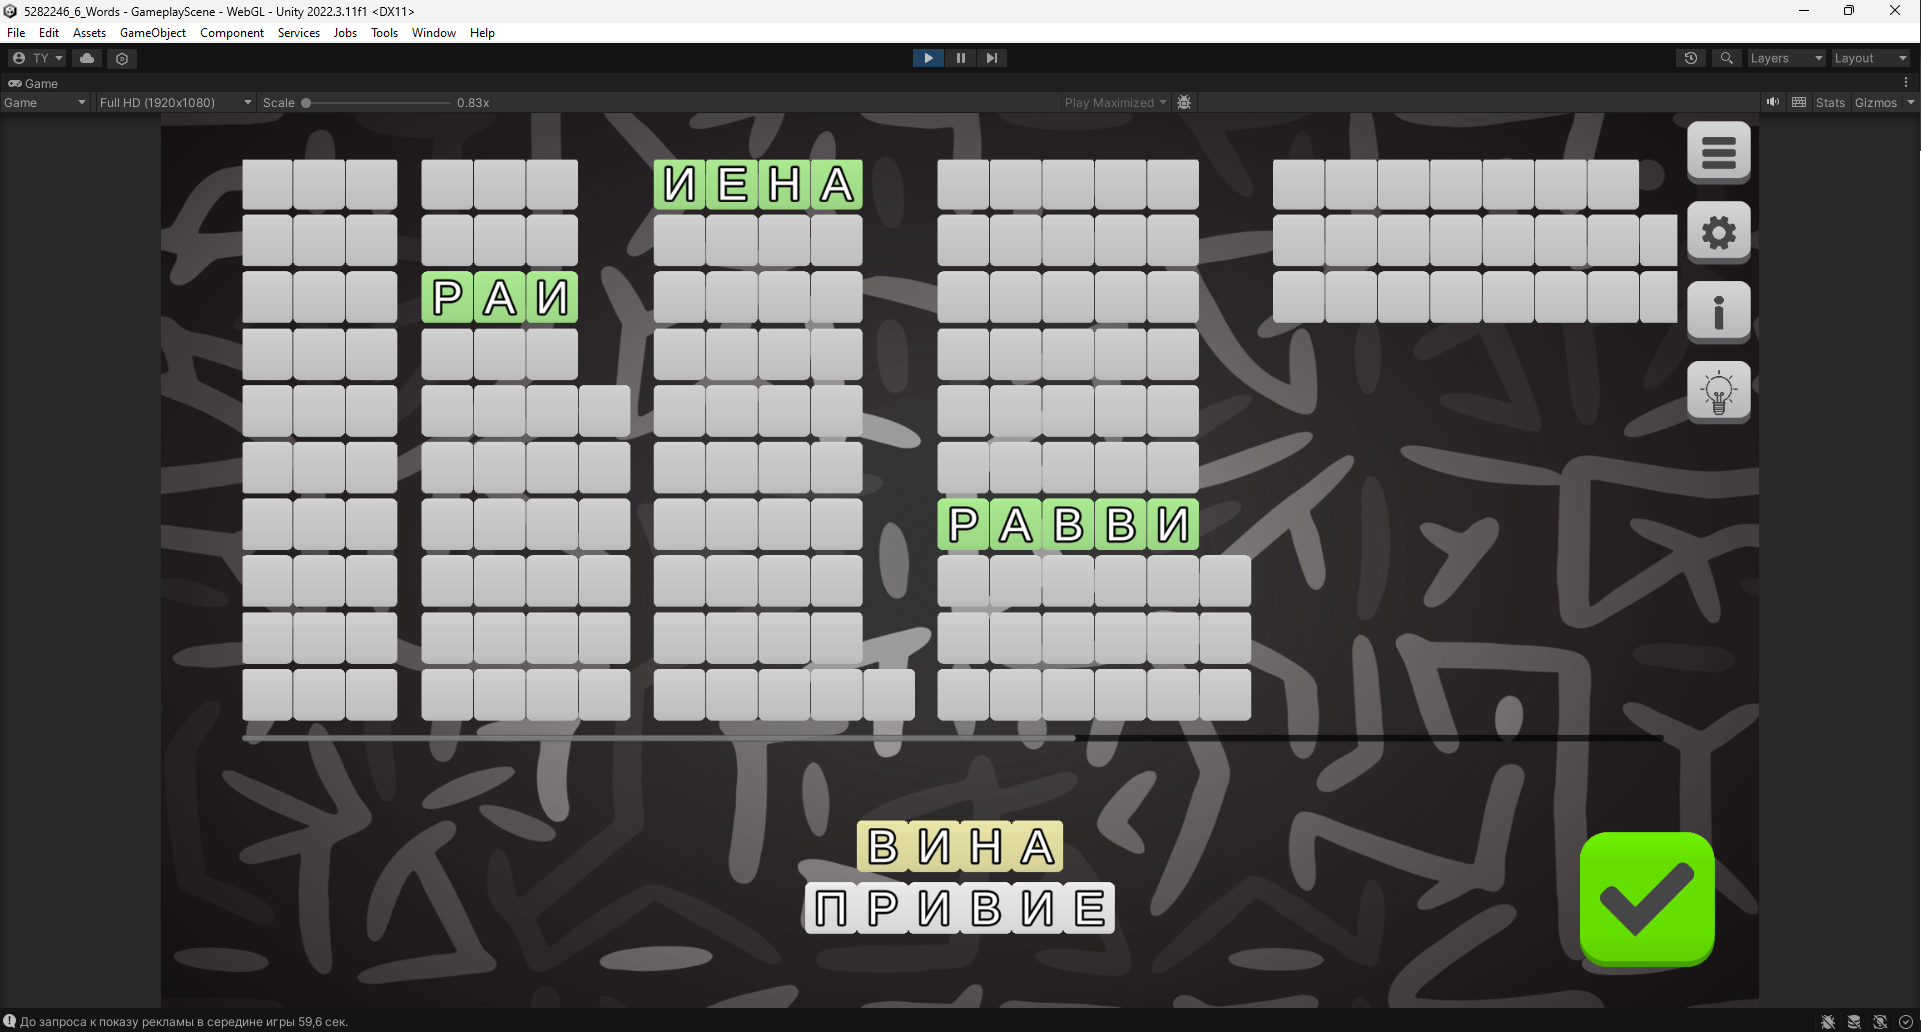 5282246_6_Words - GameplayScene - WebGL - Unity 2022.3.11f1 <DX11>
File Edit Assets GameObject Component Services Jobs Tools Window Help
TY Layers Layout
Game
Game Full HD (1920x1080) Scale 0.83x Play Maximized Stats Gizmos
ИЕНА
РАИ
РАВВИ
ВИНА
ПРИВИЕ
До запроса к показу рекламы в середине игры 59,6 сек.